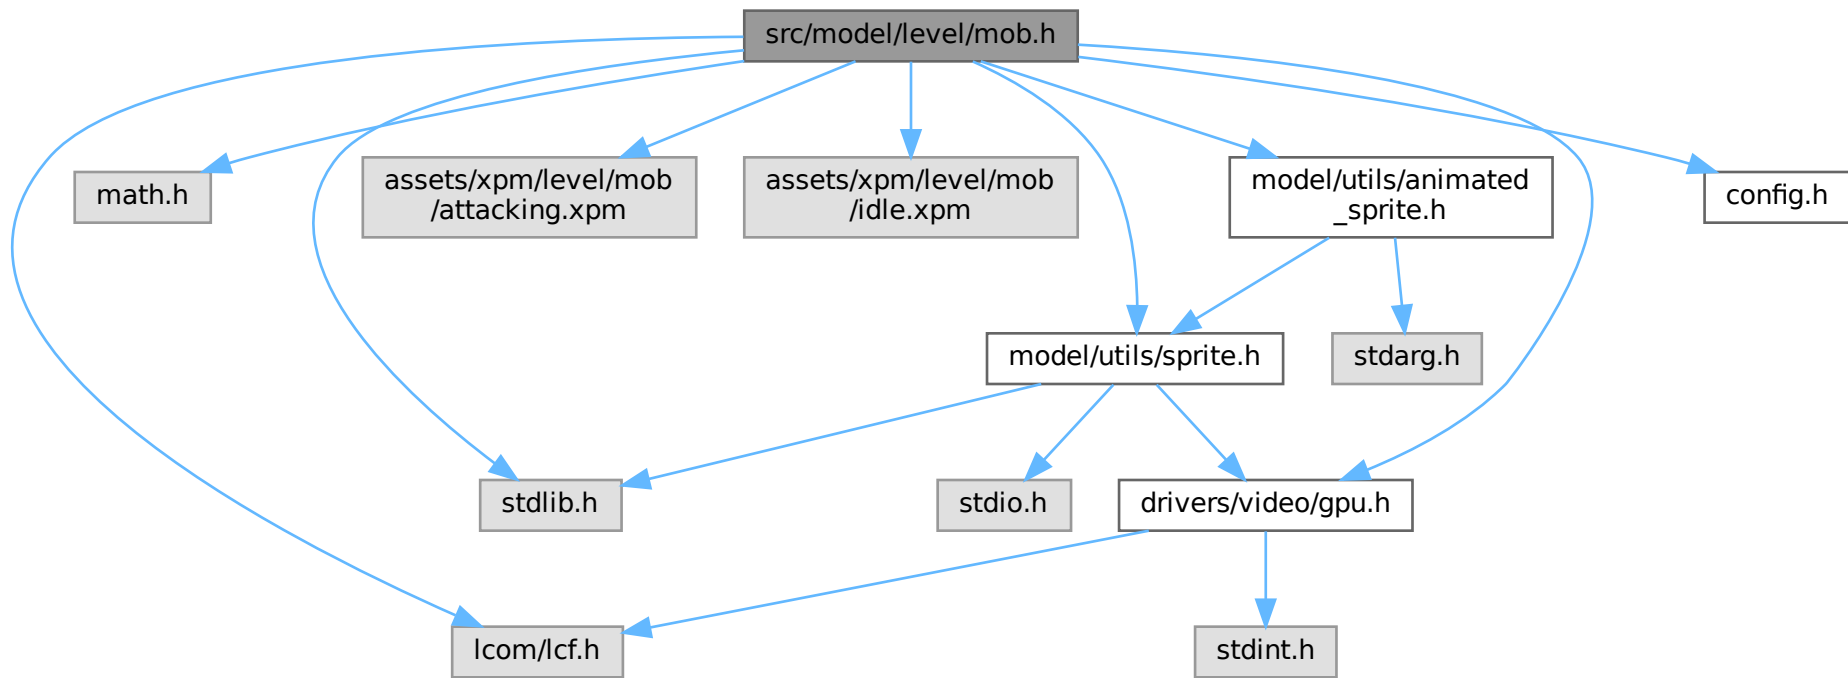 src/model/level/mob.h
math.h
assets/xpm/level/mob
/attacking.xpm
assets/xpm/level/mob
/idle.xpm
model/utils/animated
_sprite.h
config.h
model/utils/sprite.h
stdarg.h
stdlib.h
stdio.h
drivers/video/gpu.h
lcom/lcf.h
stdint.h